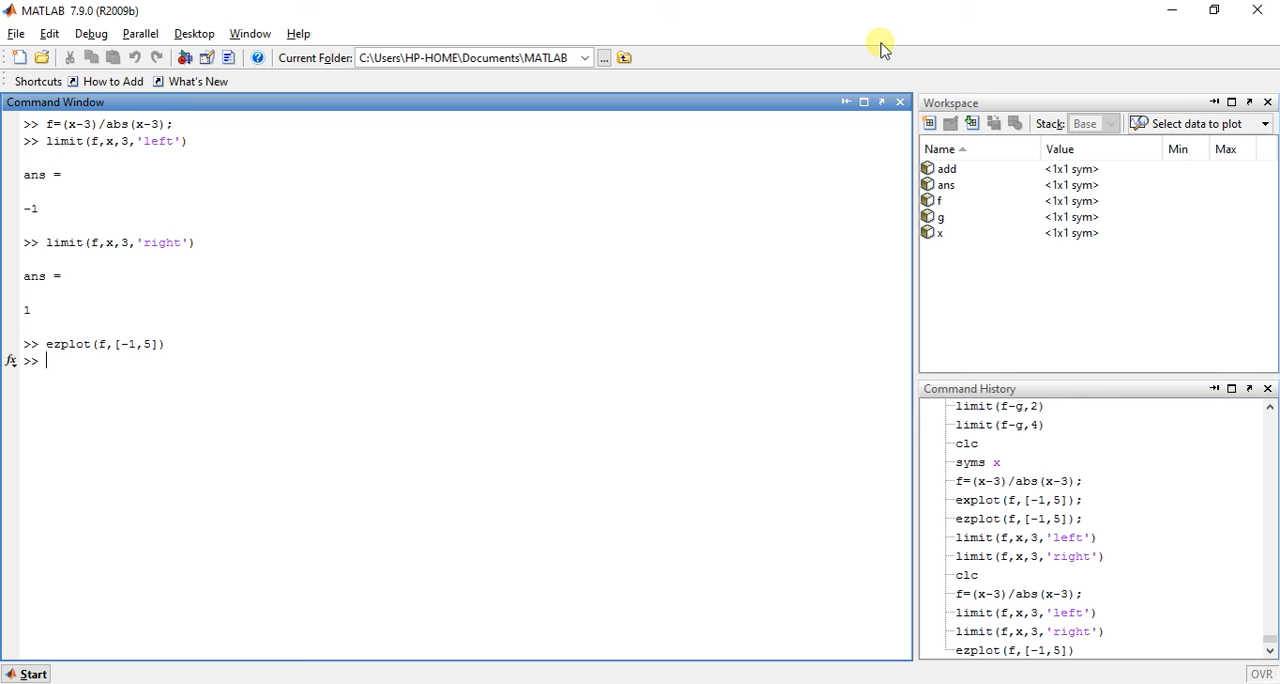 MATLAB 7.9.0 (R2009b)
File Edit Debug Parallel Desktop Window Help
Current Folder: C:\Users\HP-HOME\Documents\MATLAB ...
Shortcuts How to Add What's New
Command Window
>> f=(x-3)/abs(x-3);
>> limit(f,x,3,'left')
ans =
-1
>> limit(f,x,3,'right')
ans =
1
>> ezplot(f,[-1,5])
fx >>
Workspace
Stack: Base Select data to plot
Name Value Min Max
add <1x1 sym>
ans <1x1 sym>
f <1x1 sym>
g <1x1 sym>
x <1x1 sym>
Command History
limit(f-g,2)
limit(f-g,4)
clc
syms x
f=(x-3)/abs(x-3);
explot(f,[-1,5]);
ezplot(f,[-1,5]);
limit(f,x,3,'left')
limit(f,x,3,'right')
clc
f=(x-3)/abs(x-3);
limit(f,x,3,'left')
limit(f,x,3,'right')
ezplot(f,[-1,5])
Start
OVR